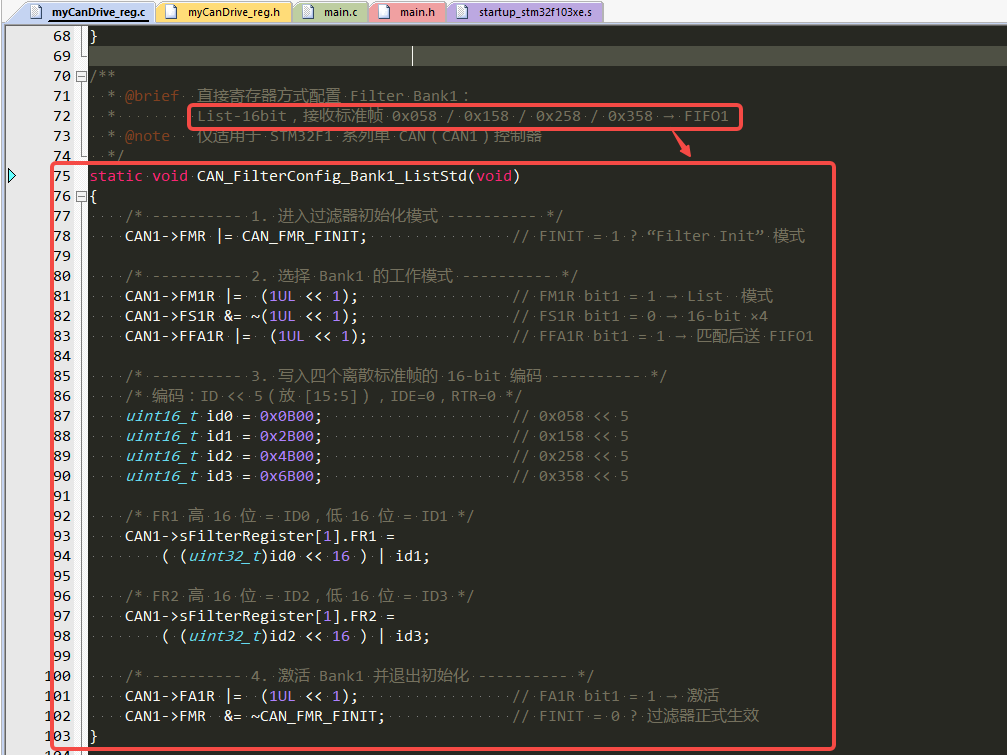 myCanDrive_reg.c myCanDrive_reg.h main.c main.h startup_stm32f103xe.s
68 }
69
70 /**
71 * @brief 直接寄存器方式配置 Filter Bank1：
72 * List-16bit，接收标准帧 0x058 / 0x158 / 0x258 / 0x358 → FIFO1
73 * @note 仅适用于 STM32F1 系列单 CAN（CAN1）控制器
74 */
75 static void CAN_FilterConfig_Bank1_ListStd(void)
76 {
77 /* ---------- 1. 进入过滤器初始化模式 ---------- */
78 CAN1->FMR |= CAN_FMR_FINIT; // FINIT = 1 ? “Filter Init” 模式
79
80 /* ---------- 2. 选择 Bank1 的工作模式 ---------- */
81 CAN1->FM1R |= (1UL << 1); // FM1R bit1 = 1 → List 模式
82 CAN1->FS1R &= ~(1UL << 1); // FS1R bit1 = 0 → 16-bit ×4
83 CAN1->FFA1R |= (1UL << 1); // FFA1R bit1 = 1 → 匹配后送 FIFO1
84
85 /* ---------- 3. 写入四个离散标准帧的 16-bit 编码 ---------- */
86 /* 编码：ID << 5（放 [15:5]），IDE=0，RTR=0 */
87 uint16_t id0 = 0x0B00; // 0x058 << 5
88 uint16_t id1 = 0x2B00; // 0x158 << 5
89 uint16_t id2 = 0x4B00; // 0x258 << 5
90 uint16_t id3 = 0x6B00; // 0x358 << 5
91
92 /* FR1 高 16 位 = ID0，低 16 位 = ID1 */
93 CAN1->sFilterRegister[1].FR1 =
94 ( (uint32_t)id0 << 16 ) | id1;
95
96 /* FR2 高 16 位 = ID2，低 16 位 = ID3 */
97 CAN1->sFilterRegister[1].FR2 =
98 ( (uint32_t)id2 << 16 ) | id3;
99
100 /* ---------- 4. 激活 Bank1 并退出初始化 ---------- */
101 CAN1->FA1R |= (1UL << 1); // FA1R bit1 = 1 → 激活
102 CAN1->FMR &= ~CAN_FMR_FINIT; // FINIT = 0 ? 过滤器正式生效
103 }